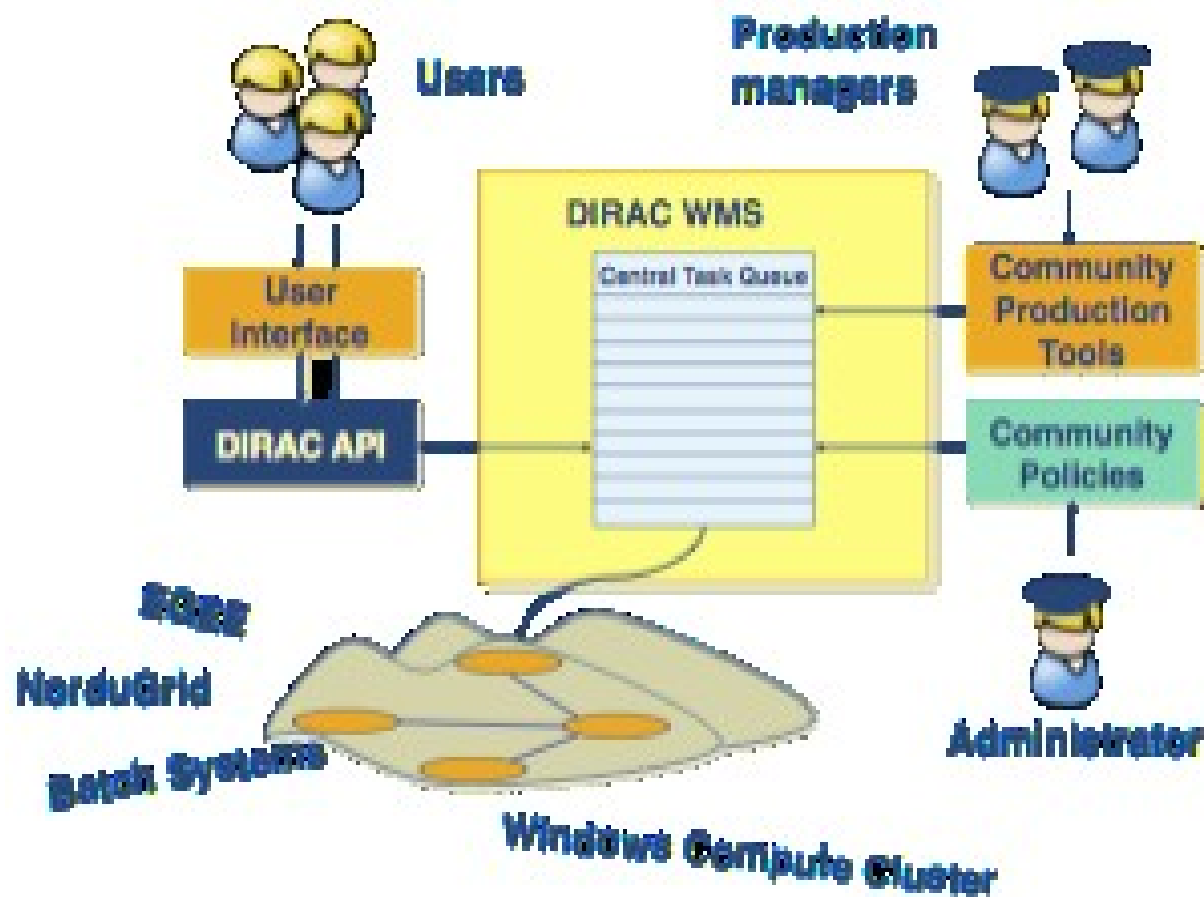 Users
Production
managers
DIRAC WMS
Central Task Queue
User
Interface
Community
Production
Tools
DIRAC API
Community
Policies
NorduGrid
Administrator
Batch Systems
Windows Compute Cluster